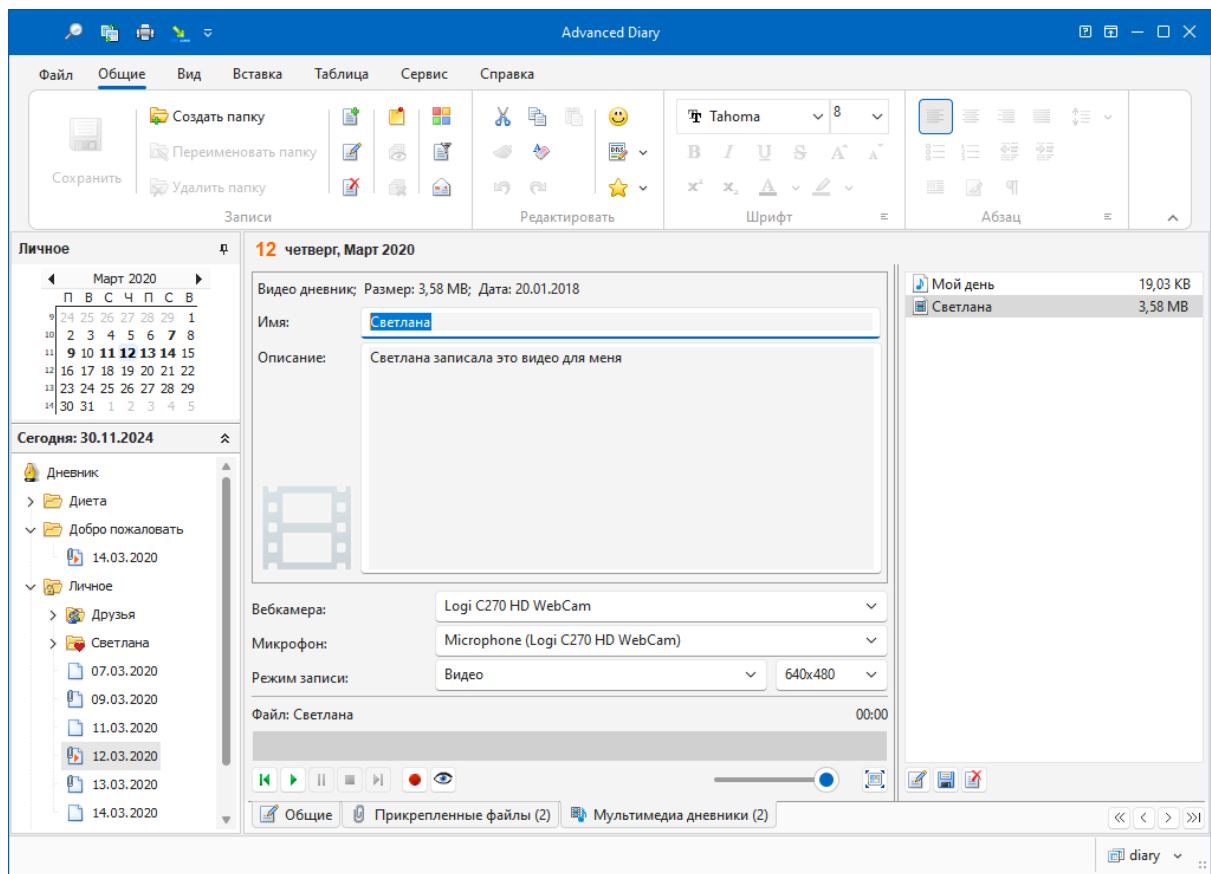 Advanced Diary
Файл Общие Вид Вставка Таблица Сервис Справка
Создать папку
Переименовать папку
Удалить папку
Сохранить
Записи
Редактировать
Tahoma 8
B I U S A A
x² x₂ A
Шрифт
Абзац
Личное
12 четверг, Март 2020
Март 2020
П В С Ч П С В
9 24 25 26 27 28 29 1
10 2 3 4 5 6 7 8
11 9 10 11 12 13 14 15
12 16 17 18 19 20 21 22
13 23 24 25 26 27 28 29
14 30 31 1 2 3 4 5
Сегодня: 30.11.2024
Дневник
Диета
Добро пожаловать
14.03.2020
Личное
Друзья
Светлана
07.03.2020
09.03.2020
11.03.2020
12.03.2020
13.03.2020
14.03.2020
Видео дневник; Размер: 3,58 MB; Дата: 20.01.2018
Имя: Светлана
Описание: Светлана записала это видео для меня
Вебкамера: Logi C270 HD WebCam
Микрофон: Microphone (Logi C270 HD WebCam)
Режим записи: Видео 640x480
Файл: Светлана 00:00
Общие Прикрепленные файлы (2) Мультимедиа дневники (2)
Мой день 19,03 KB
Светлана 3,58 MB
diary